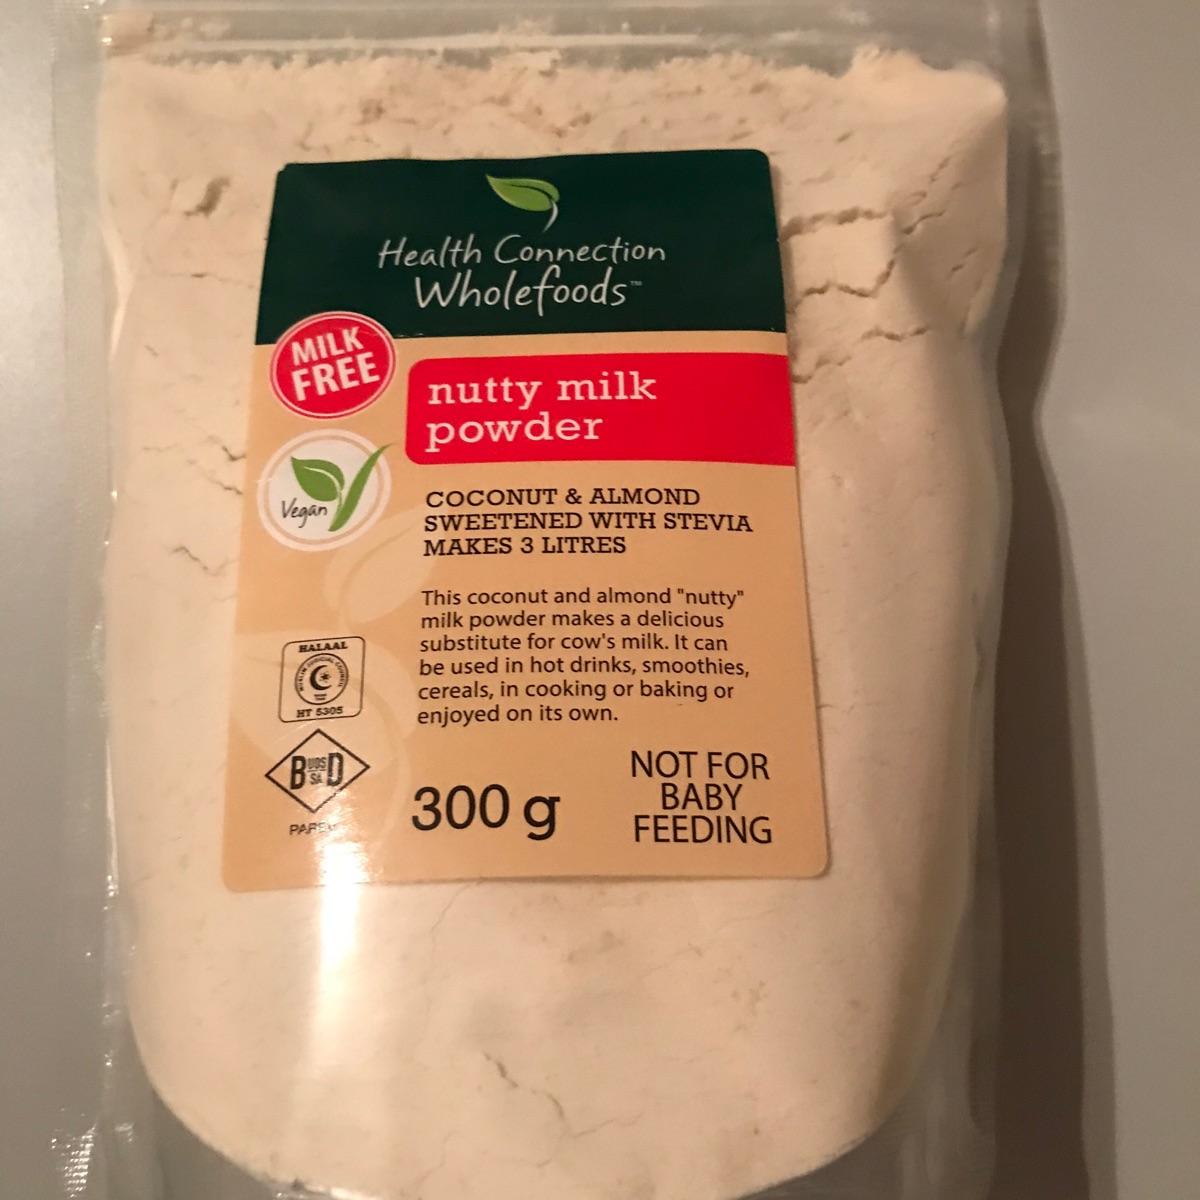 Health Connection
Wholefoods™
MILK
FREE
nutty milk
powder
Vegan
COCONUT & ALMOND
SWEETENED WITH STEVIA
MAKES 3 LITRES
This coconut and almond "nutty"
milk powder makes a delicious
substitute for cow's milk. It can
be used in hot drinks, smoothies,
cereals, in cooking or baking or
enjoyed on its own.
HALAAL
HT 5305
B UOS SA D
300 g
NOT FOR
BABY
FEEDING